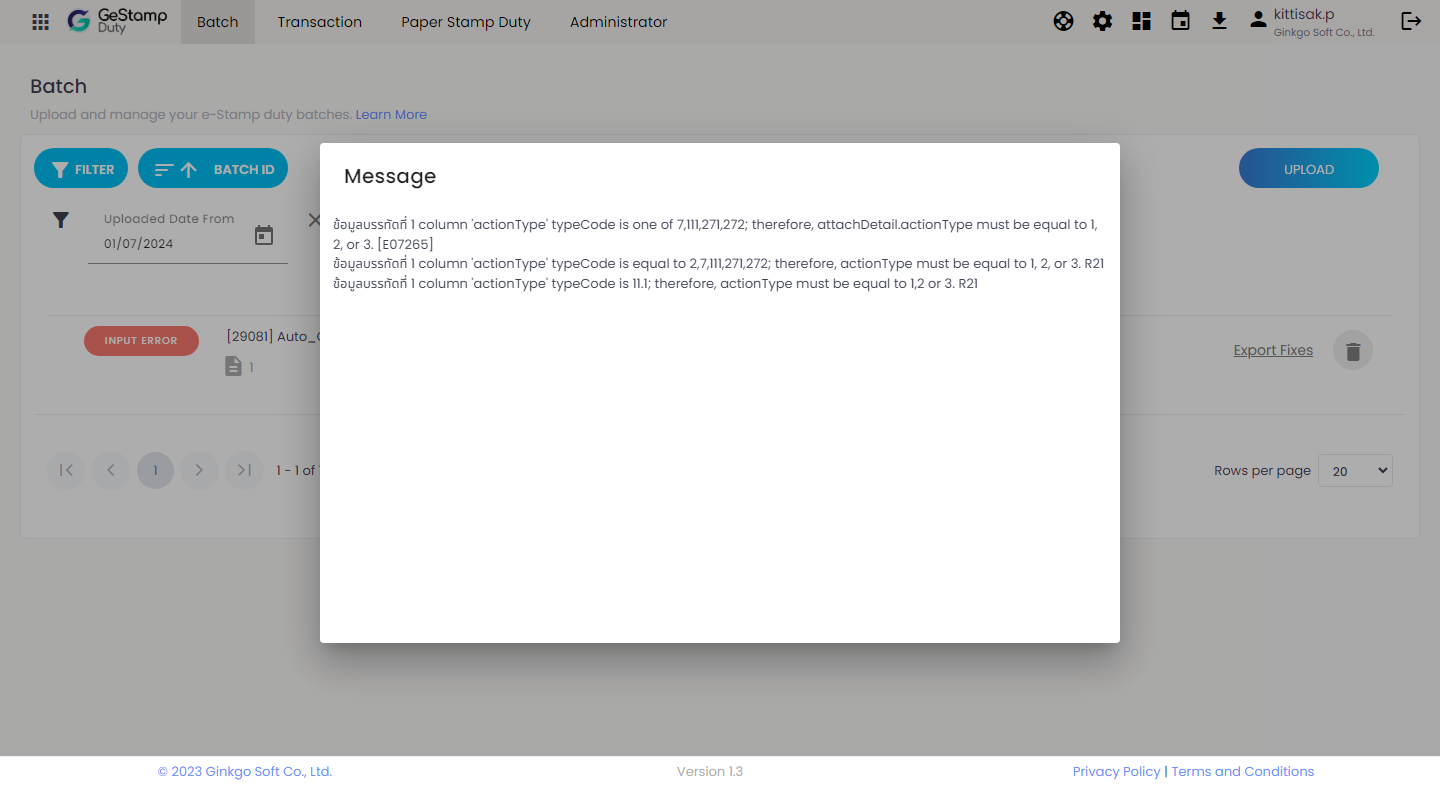 GeStamp
Duty
Batch
Transaction
Paper Stamp Duty
Administrator
kittisak.p
Ginkgo Soft Co., Ltd.
Batch
Upload and manage your e-Stamp duty batches. Learn More
FILTER
BATCH ID
UPLOAD
Uploaded Date From
01/07/2024
Message
ข้อมูลบรรทัดที่ 1 column 'actionType' typeCode is one of 7,111,271,272; therefore, attachDetail.actionType must be equal to 1,
2, or 3. [E07265]
ข้อมูลบรรทัดที่ 1 column 'actionType' typeCode is equal to 2,7,111,271,272; therefore, actionType must be equal to 1, 2, or 3. R21
ข้อมูลบรรทัดที่ 1 column 'actionType' typeCode is 11.1; therefore, actionType must be equal to 1,2 or 3. R21
INPUT ERROR
[29081] Auto_
1
Export Fixes
1
1 - 1 of
Rows per page
20
© 2023 Ginkgo Soft Co., Ltd.
Version 1.3
Privacy Policy | Terms and Conditions